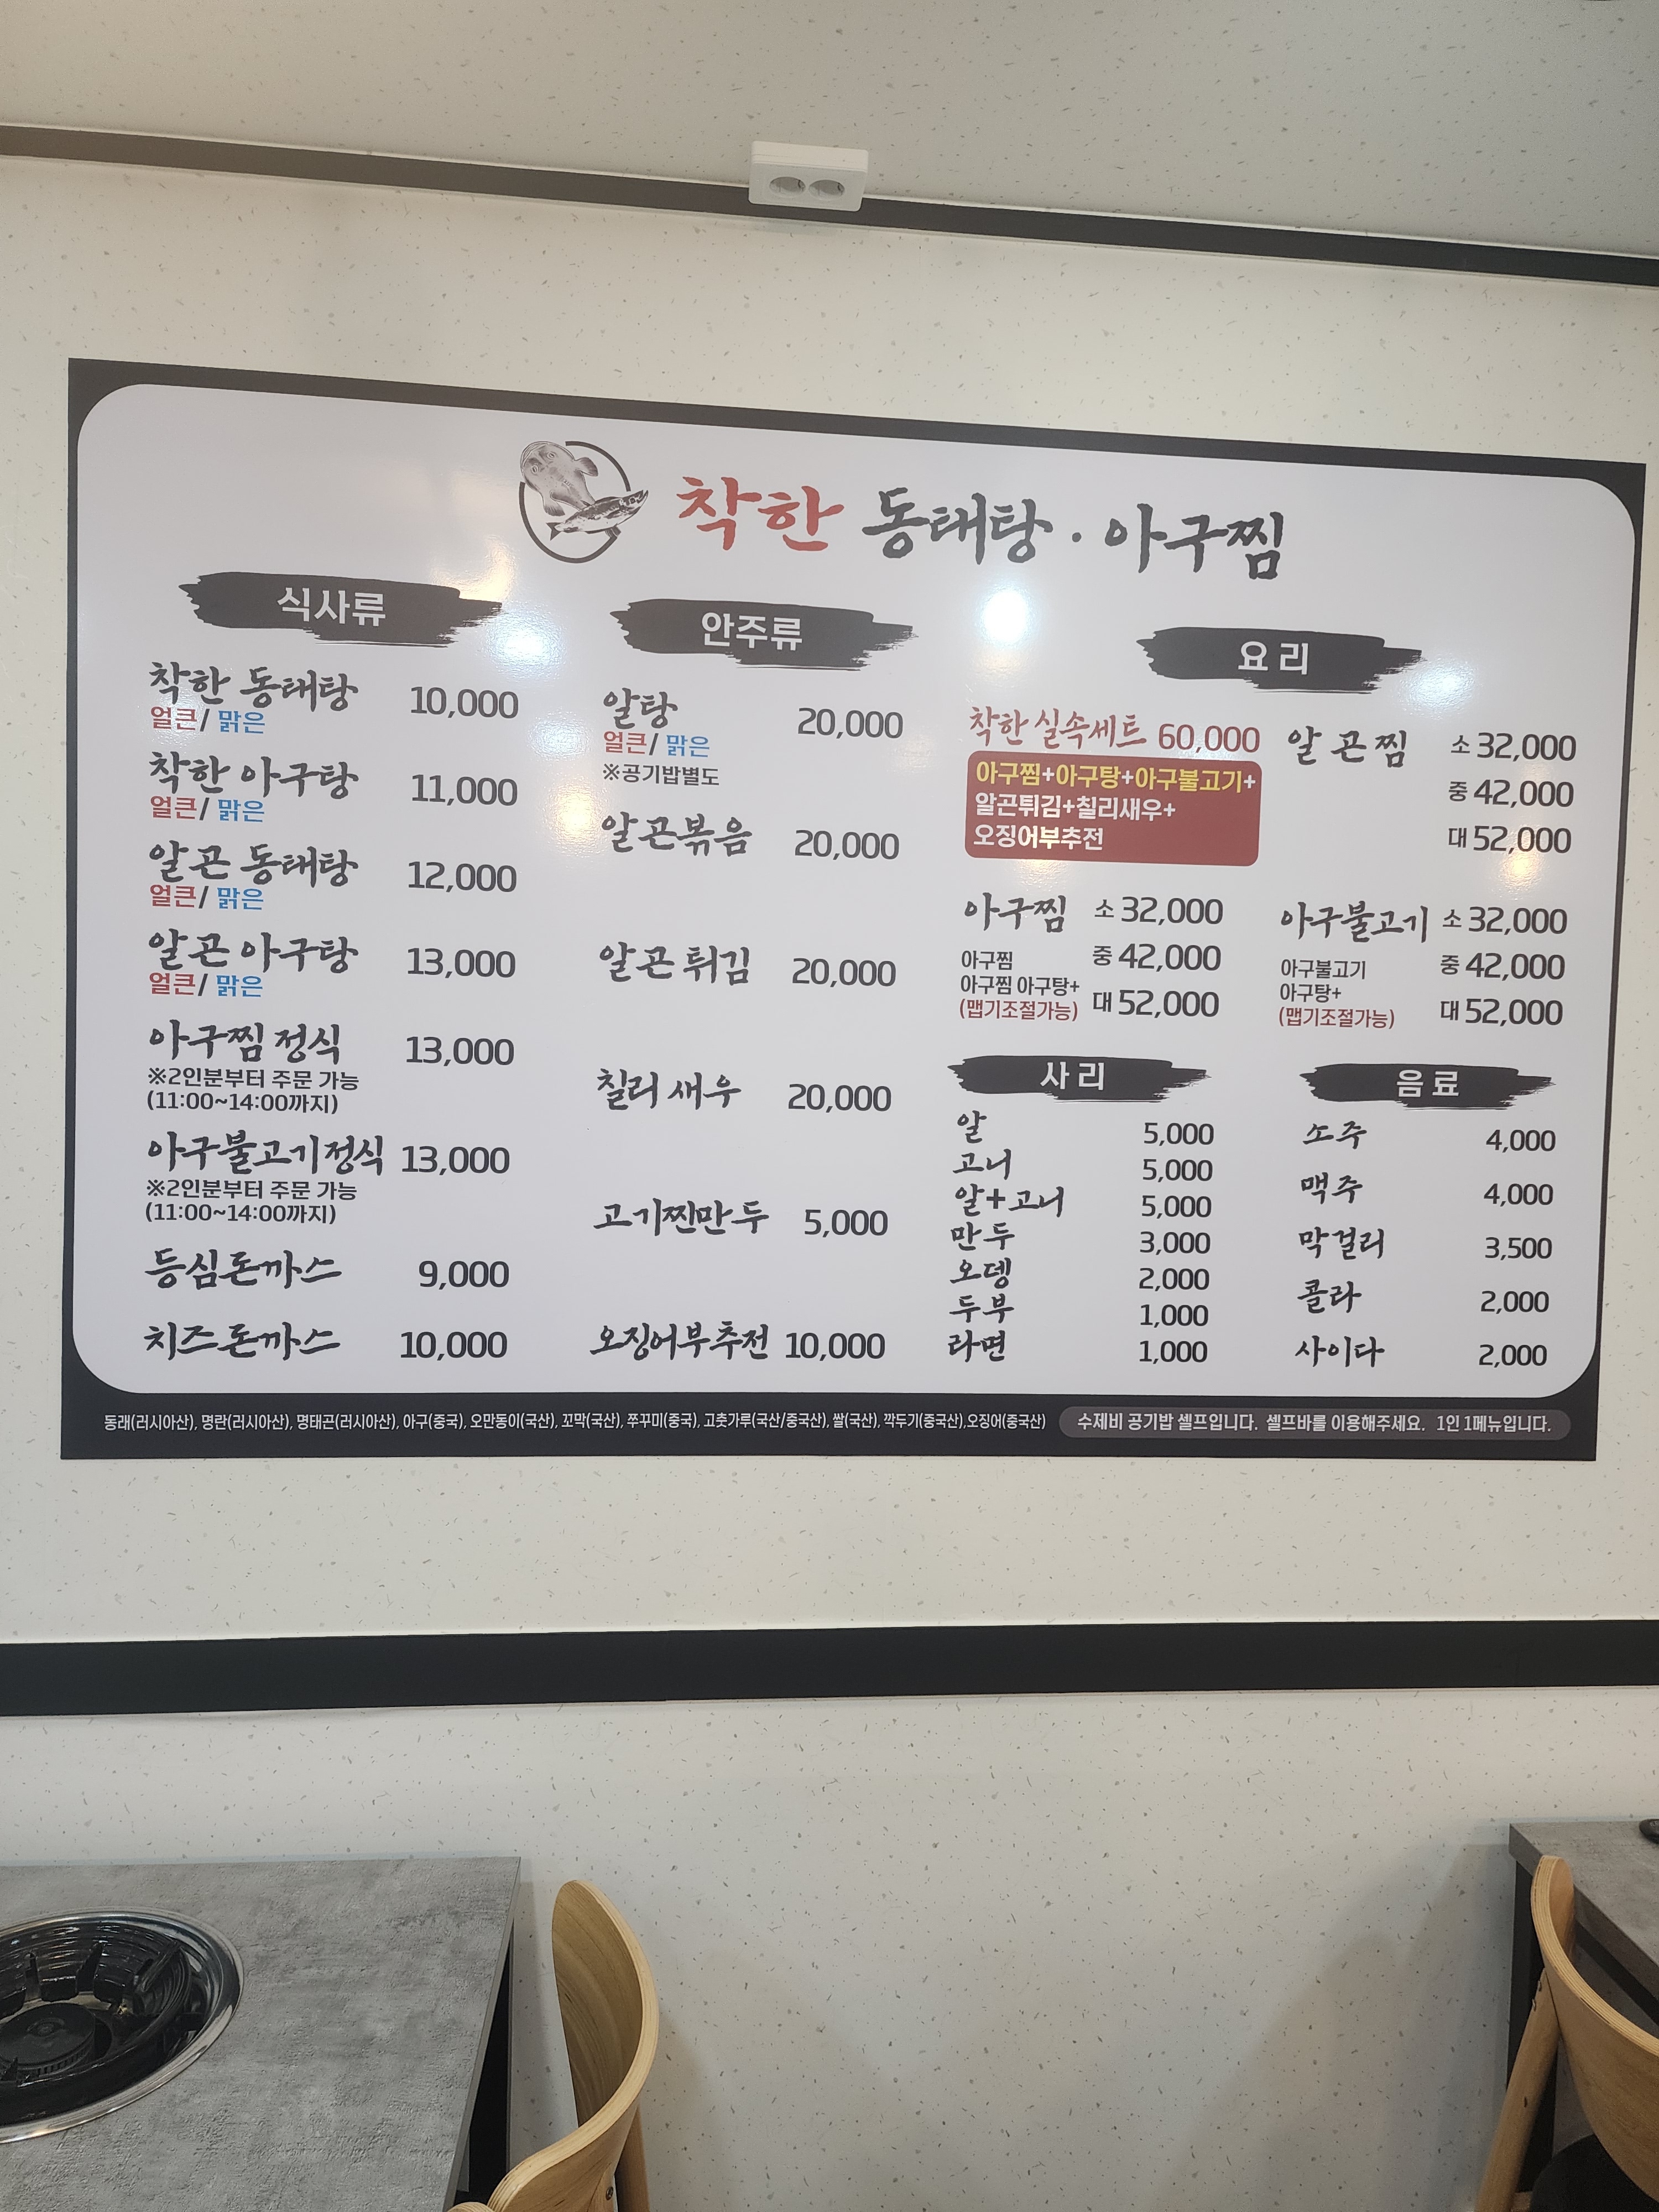 착한 동태탕 · 아구찜
식사류
착한 동태탕 10,000
얼큰/ 맑은
착한 아구탕 11,000
얼큰/ 맑은
알곤 동태탕 12,000
얼큰/ 맑은
알곤 아구탕 13,000
얼큰/ 맑은
아구찜 정식 13,000
※2인분부터 주문 가능
(11:00~14:00까지)
아구불고기정식 13,000
※2인분부터 주문 가능
(11:00~14:00까지)
등심돈까스 9,000
치즈돈까스 10,000
안주류
알탕 20,000
얼큰/ 맑은
※공기밥별도
알곤볶음 20,000
알곤 튀김 20,000
칠리 새우 20,000
고기찐만두 5,000
오징어부추전 10,000
요리
착한 실속세트 60,000
아구찜+아구탕+아구불고기+
알곤튀김+칠리새우+
오징어부추전
알곤찜 소 32,000
중 42,000
대 52,000
아구찜 소 32,000
아구찜 중 42,000
아구찜 아구탕+
(맵기조절가능) 대 52,000
아구불고기 소 32,000
아구불고기 중 42,000
아구탕+
(맵기조절가능) 대 52,000
사리
알 5,000
고니 5,000
알+고니 5,000
만두 3,000
오뎅 2,000
두부 1,000
라면 1,000
음료
소주 4,000
맥주 4,000
막걸리 3,500
콜라 2,000
사이다 2,000
동래(러시아산), 명란(러시아산), 명태곤(러시아산), 아구(중국), 오만둥이(국산), 꼬막(국산), 쭈꾸미(중국), 고춧가루(국산/중국산), 쌀(국산), 깍두기(중국산),오징어(중국산)
수제비 공기밥 셀프입니다. 셀프바를 이용해주세요. 1인 1메뉴입니다.